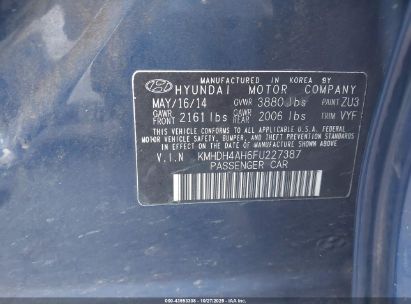 MANUFACTURED IN KOREA BY
HYUNDAI MOTOR COMPANY
MAY/16/14 GVWR 3880 lbs PAINT ZU3
GAWR FRONT 2161 lbs GAWR REAR 2006 lbs TRIM VYF
THIS VEHICLE CONFORMS TO ALL APPLICABLE U.S.A. FEDERAL
MOTOR VEHICLE SAFETY, BUMPER, AND THEFT PREVENTION
STANDARDS IN EFFECT ON THE DATE OF MANUFACTURE SHOWN ABOVE.
V.I.N KMHDH4AH6FU227387
PASSENGER CAR